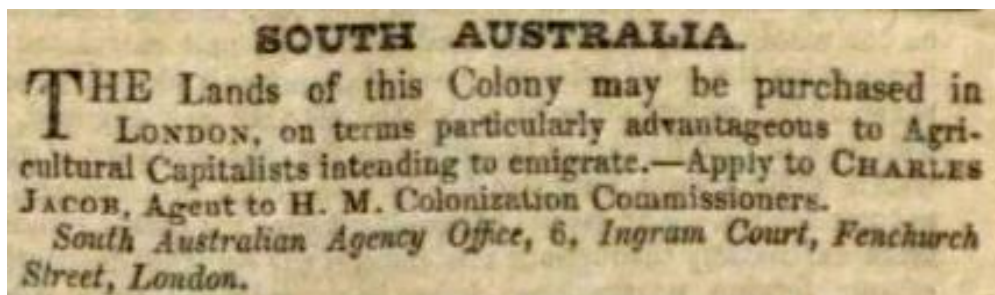 SOUTH AUSTRALIA.
THE Lands of this Colony may be purchased in
LONDON, on terms particularly advantageous to Agri-
cultural Capitalists intending to emigrate.—Apply to CHARLES
JACOB, Agent to H. M. Colonization Commissioners.
South Australian Agency Office, 6, Ingram Court, Fenchurch
Street, London.